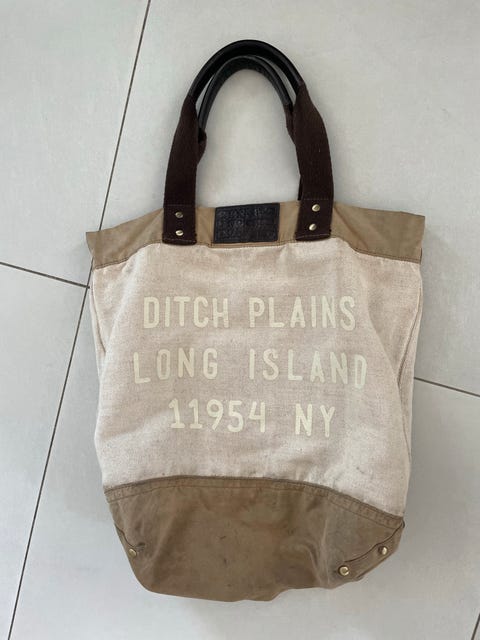 DITCH PLAINS
LONG ISLAND
11954 NY